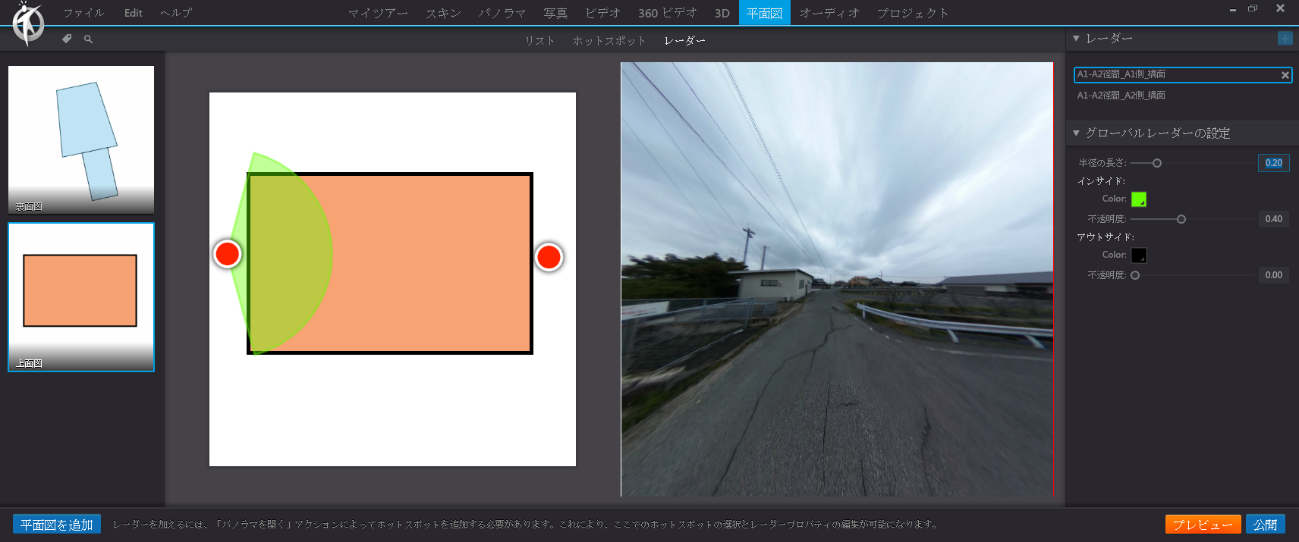 ファイル Edit ヘルプ マイツアー スキン パノラマ 写真 ビデオ 360 ビデオ 3D 平面図 オーディオ プロジェクト
リスト ホットスポット レーダー
レーダー
A1-A2径間_A1側_橋面
A1-A2径間_A2側_橋面
グローバルレーダーの設定
半径の長さ: 0.20
インサイド:
Color:
不透明度: 0.40
アウトサイド:
Color:
不透明度: 0.00
裏面図
上面図
平面図を追加 レーダーを加えるには、「パノラマを開く」アクションによってホットスポットを追加する必要があります。これにより、ここでのホットスポットの選択とレーダープロパティの編集が可能になります。 プレビュー 公開